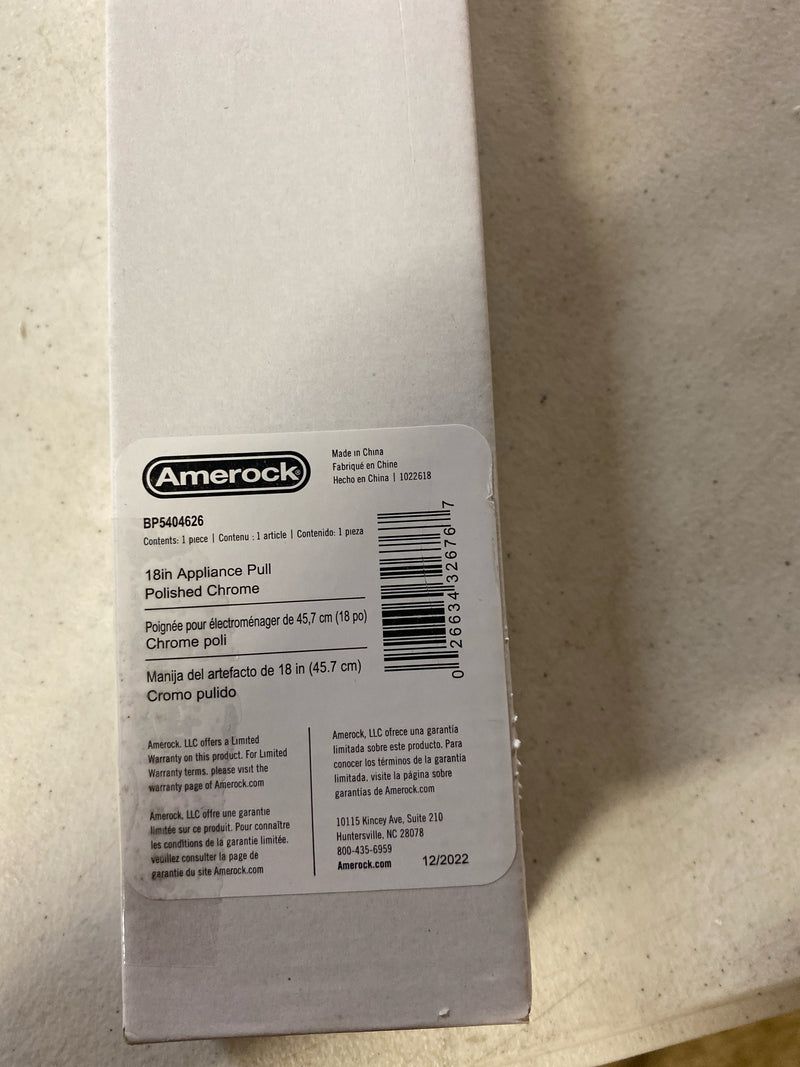 Amerock®
Made in China
Fabriqué en Chine
Hecho en China | 1022618
BP5404626
Contents: 1 piece | Contenu : 1 article | Contenido: 1 pieza
18in Appliance Pull
Polished Chrome
Poignée pour électroménager de 45,7 cm (18 po)
Chrome poli
Manija del artefacto de 18 in (45.7 cm)
Cromo pulido
0 26634 32676 7
Amerock, LLC offers a Limited
Warranty on this product. For Limited
Warranty terms, please visit the
warranty page of Amerock.com
Amerock, LLC offre une garantie
limitée sur ce produit. Pour connaître
les conditions de la garantie limitée,
veuillez consulter la page de
garantie du site Amerock.com
Amerock, LLC ofrece una garantía
limitada sobre este producto. Para
conocer los términos de la garantía
limitada, visite la página sobre
garantías de Amerock.com
10115 Kincey Ave, Suite 210
Huntersville, NC 28078
800-435-6959
Amerock.com
12/2022